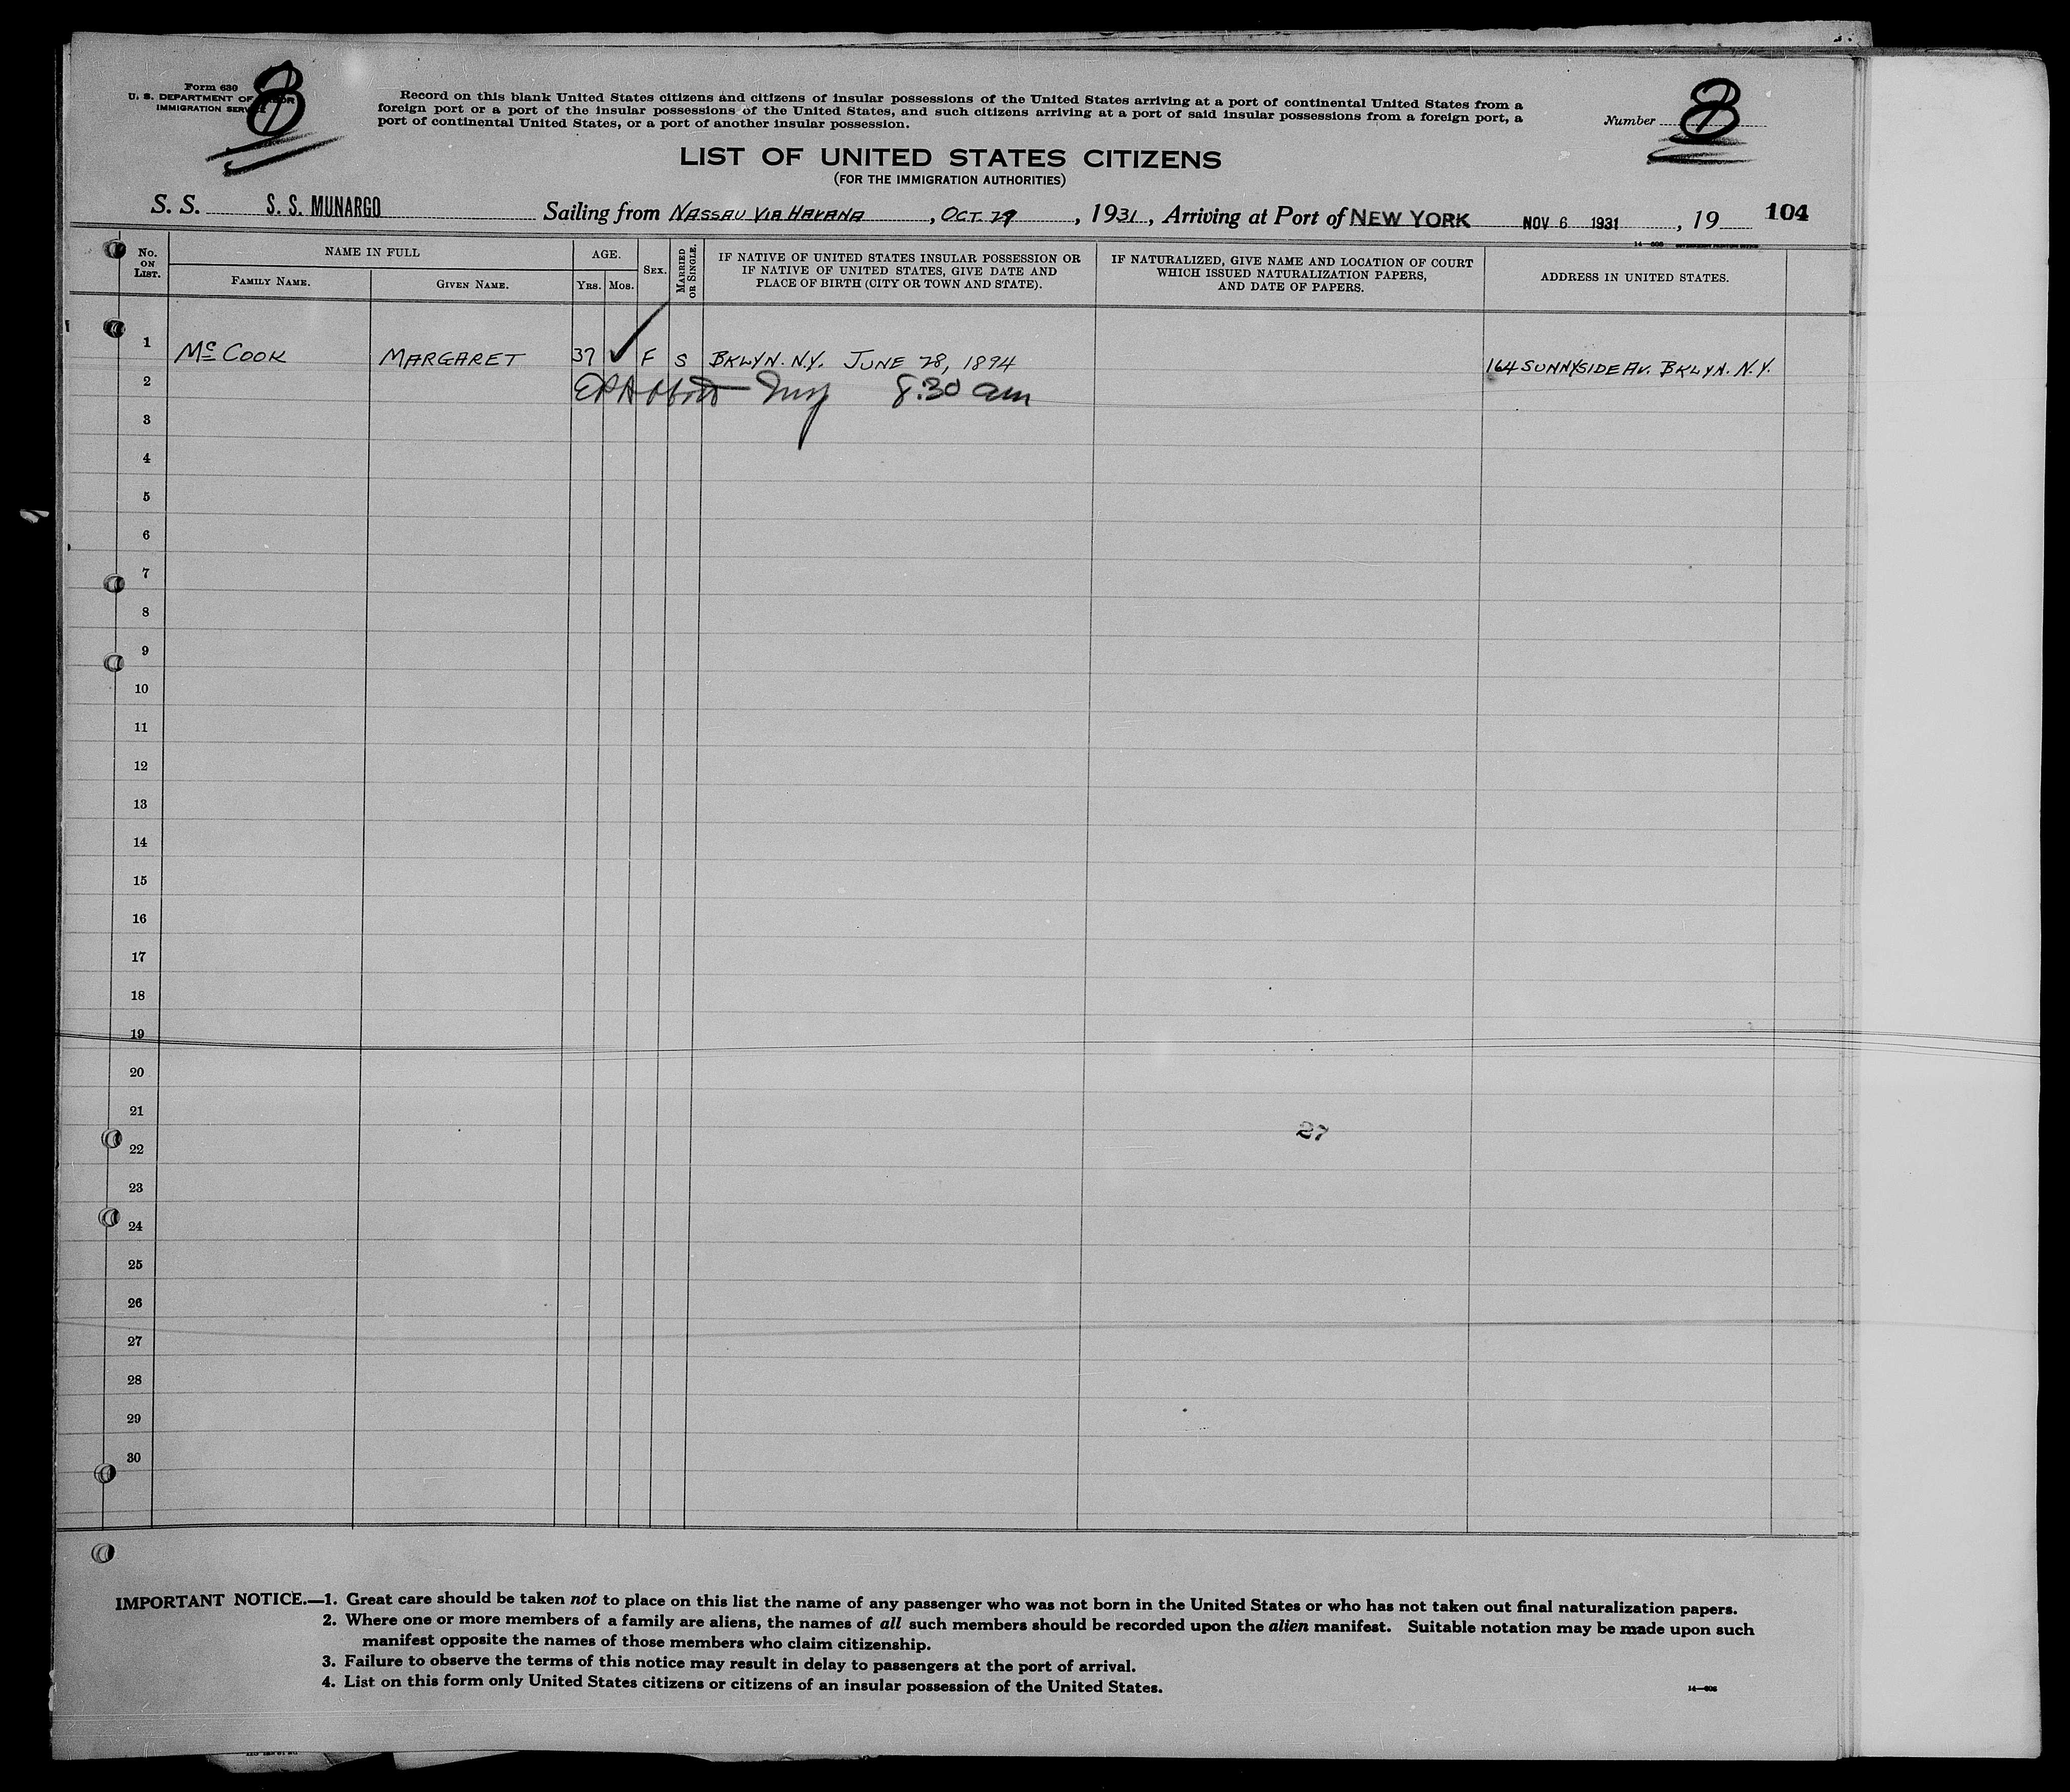 Form 630
U. S. DEPARTMENT OF LABOR
IMMIGRATION SERVICE
8
Record on this blank United States citizens and citizens of insular possessions of the United States arriving at a port of continental United States from a
foreign port or a port of the insular possessions of the United States, and such citizens arriving at a port of said insular possessions from a foreign port, a
port of continental United States, or a port of another insular possession.
Number 8
LIST OF UNITED STATES CITIZENS
(FOR THE IMMIGRATION AUTHORITIES)
S. S. S. S. MUNARGO Sailing from NASSAU VIA HAVANA, OCT. 29, 1931, Arriving at Port of NEW YORK NOV 6 1931, 19 104
14—608 GOVERNMENT PRINTING OFFICE
No. ON LIST. NAME IN FULL AGE. SEX. MARRIED OR SINGLE. IF NATIVE OF UNITED STATES INSULAR POSSESSION OR IF NATIVE OF UNITED STATES, GIVE DATE AND PLACE OF BIRTH (CITY OR TOWN AND STATE). IF NATURALIZED, GIVE NAME AND LOCATION OF COURT WHICH ISSUED NATURALIZATION PAPERS, AND DATE OF PAPERS. ADDRESS IN UNITED STATES.
FAMILY NAME. GIVEN NAME. YRS. MOS.
1 McCOOK MARGARET 37 F S BKLYN. N.Y. JUNE 28, 1894 164 SUNNYSIDE AV. BKLYN. N.Y.
2 Insp 8.30 am
3
4
5
6
7
8
9
10
11
12
13
14
15
16
17
18
19
20
21
27
22
23
24
25
26
27
28
29
30
IMPORTANT NOTICE.—1. Great care should be taken not to place on this list the name of any passenger who was not born in the United States or who has not taken out final naturalization papers.
2. Where one or more members of a family are aliens, the names of all such members should be recorded upon the alien manifest. Suitable notation may be made upon such
manifest opposite the names of those members who claim citizenship.
3. Failure to observe the terms of this notice may result in delay to passengers at the port of arrival.
4. List on this form only United States citizens or citizens of an insular possession of the United States.
14—608